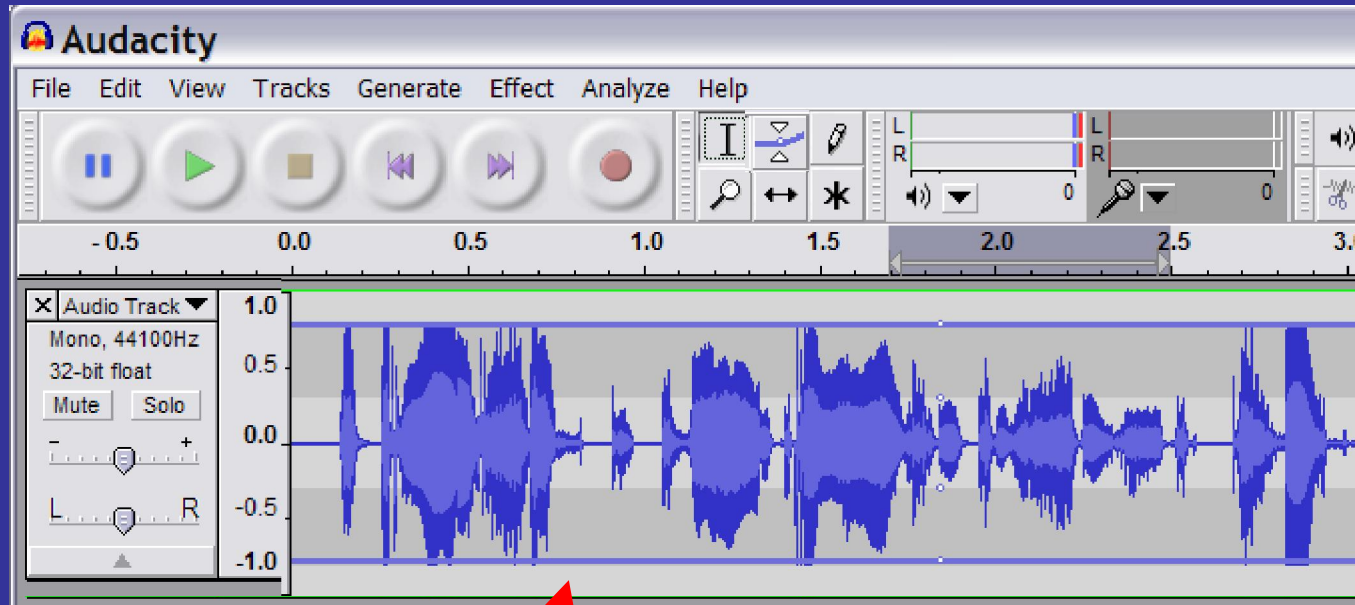 Audacity
File Edit View Tracks Generate Effect Analyze Help
L L
R R
0 0
- 0.5 0.0 0.5 1.0 1.5 2.0 2.5 3.
X Audio Track
Mono, 44100Hz
32-bit float
Mute Solo
- +
L R
1.0
0.5
0.0
-0.5
-1.0